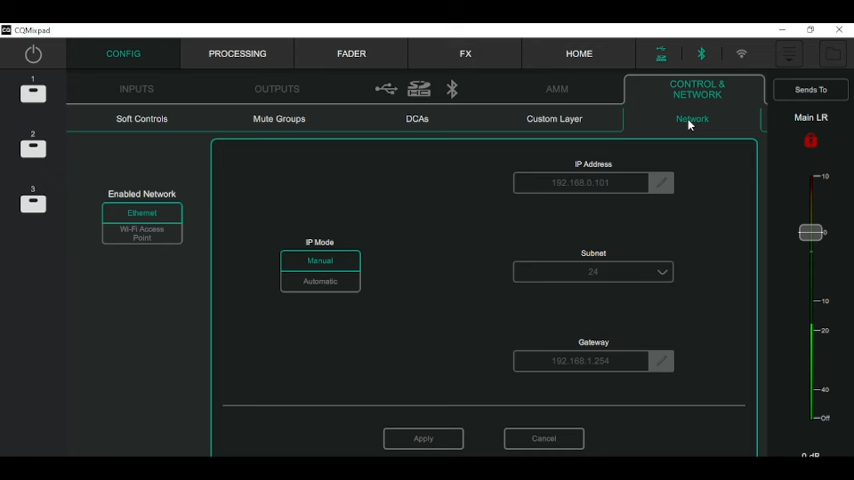 CQ CQMixpad
CONFIG PROCESSING FADER FX HOME
INPUTS OUTPUTS AMM CONTROL &
NETWORK
Sends To
Soft Controls Mute Groups DCAs Custom Layer Network
Main LR
1
2
3
Enabled Network
Ethernet
Wi-Fi Access
Point
IP Mode
Manual
Automatic
IP Address
192.168.0.101
Subnet
24
Gateway
192.168.1.254
Apply Cancel
10
0
10
20
40
Off
0 dB